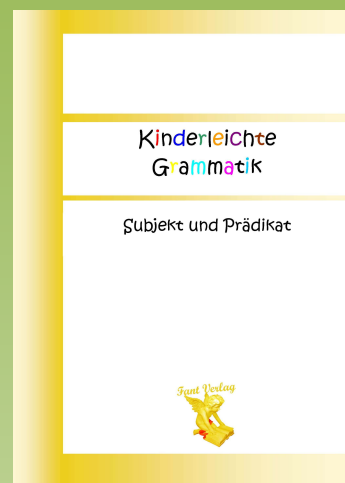 Kinderleichte
Grammatik
Subjekt und Prädikat
Fant Verlag